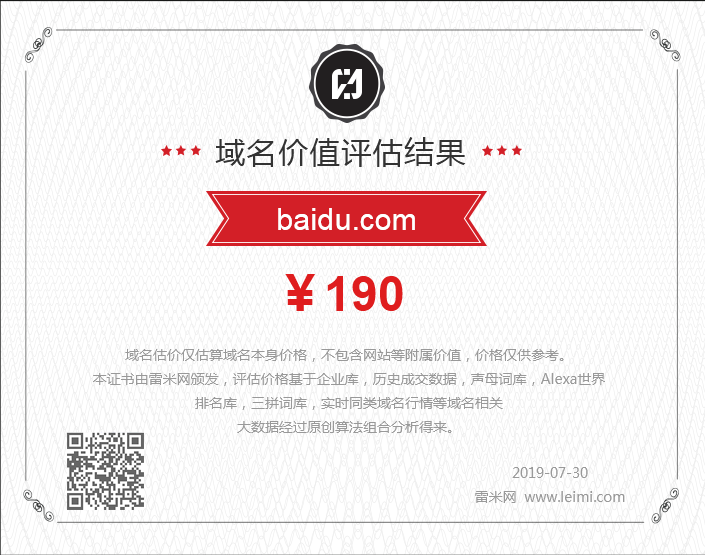 域名价值评估结果
baidu.com
¥190
域名估价仅估算域名本身价格，不包含网站等附属价值，价格仅供参考。
本证书由雷米网颁发，评估价格基于企业库，历史成交数据，声母词库，Alexa世界
排名库，三拼词库，实时同类域名行情等域名相关
大数据经过原创算法组合分析得来。
2019-07-30
雷米网 www.leimi.com